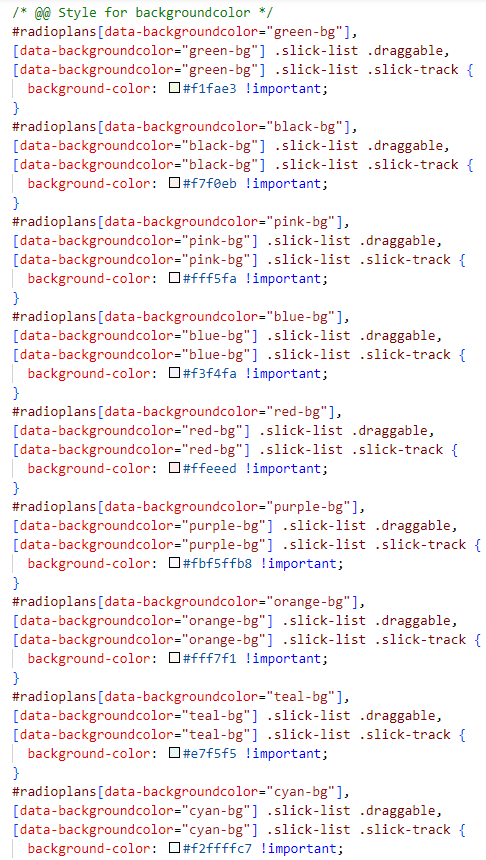 /* @@ Style for backgroundcolor */
#radioplans[data-backgroundcolor="green-bg"],
[data-backgroundcolor="green-bg"] .slick-list .draggable,
[data-backgroundcolor="green-bg"] .slick-list .slick-track {
  background-color: #f1fae3 !important;
}
#radioplans[data-backgroundcolor="black-bg"],
[data-backgroundcolor="black-bg"] .slick-list .draggable,
[data-backgroundcolor="black-bg"] .slick-list .slick-track {
  background-color: #f7f0eb !important;
}
#radioplans[data-backgroundcolor="pink-bg"],
[data-backgroundcolor="pink-bg"] .slick-list .draggable,
[data-backgroundcolor="pink-bg"] .slick-list .slick-track {
  background-color: #fff5fa !important;
}
#radioplans[data-backgroundcolor="blue-bg"],
[data-backgroundcolor="blue-bg"] .slick-list .draggable,
[data-backgroundcolor="blue-bg"] .slick-list .slick-track {
  background-color: #f3f4fa !important;
}
#radioplans[data-backgroundcolor="red-bg"],
[data-backgroundcolor="red-bg"] .slick-list .draggable,
[data-backgroundcolor="red-bg"] .slick-list .slick-track {
  background-color: #ffeeed !important;
}
#radioplans[data-backgroundcolor="purple-bg"],
[data-backgroundcolor="purple-bg"] .slick-list .draggable,
[data-backgroundcolor="purple-bg"] .slick-list .slick-track {
  background-color: #fbf5ffb8 !important;
}
#radioplans[data-backgroundcolor="orange-bg"],
[data-backgroundcolor="orange-bg"] .slick-list .draggable,
[data-backgroundcolor="orange-bg"] .slick-list .slick-track {
  background-color: #fff7f1 !important;
}
#radioplans[data-backgroundcolor="teal-bg"],
[data-backgroundcolor="teal-bg"] .slick-list .draggable,
[data-backgroundcolor="teal-bg"] .slick-list .slick-track {
  background-color: #e7f5f5 !important;
}
#radioplans[data-backgroundcolor="cyan-bg"],
[data-backgroundcolor="cyan-bg"] .slick-list .draggable,
[data-backgroundcolor="cyan-bg"] .slick-list .slick-track {
  background-color: #f2ffffc7 !important;